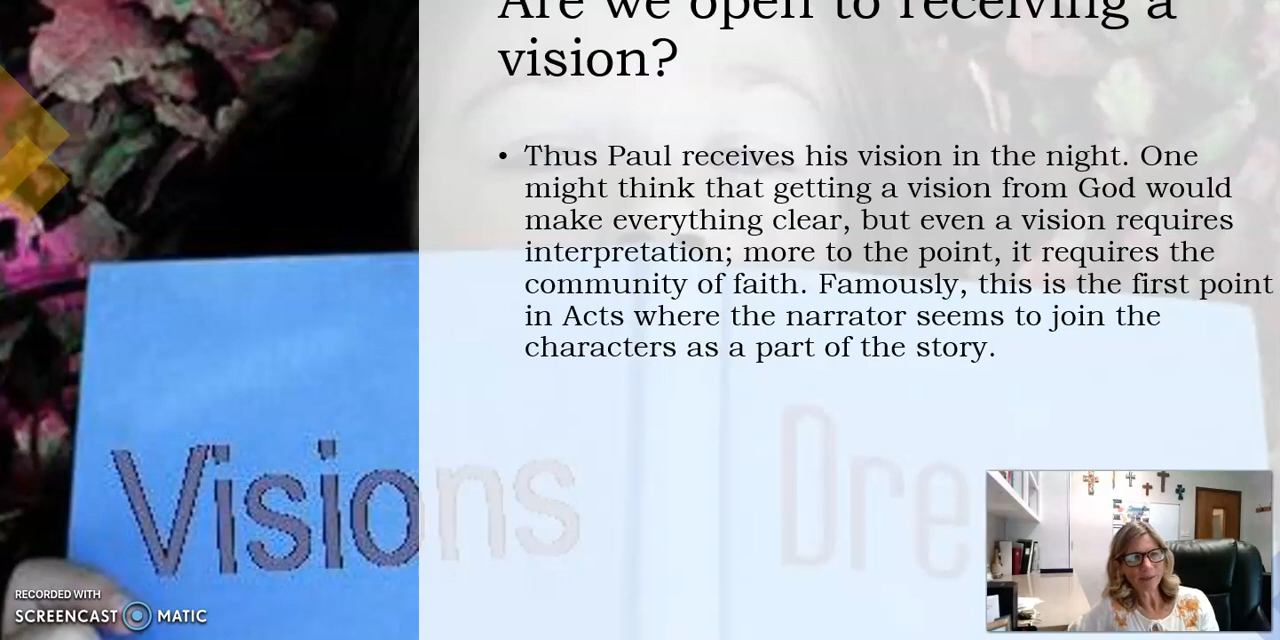 Are we open to receiving a
vision?
• Thus Paul receives his vision in the night. One
might think that getting a vision from God would
make everything clear, but even a vision requires
interpretation; more to the point, it requires the
community of faith. Famously, this is the first point
in Acts where the narrator seems to join the
characters as a part of the story.
Visions Dre
RECORDED WITH
SCREENCAST MATIC